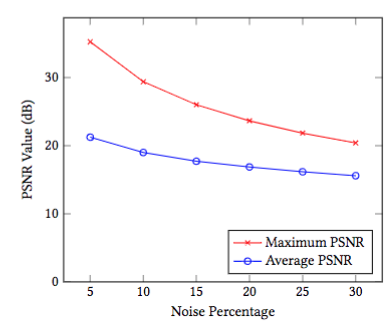 30
20
10
0
PSNR Value (dB)
5 10 15 20 25 30
Noise Percentage
Maximum PSNR
Average PSNR